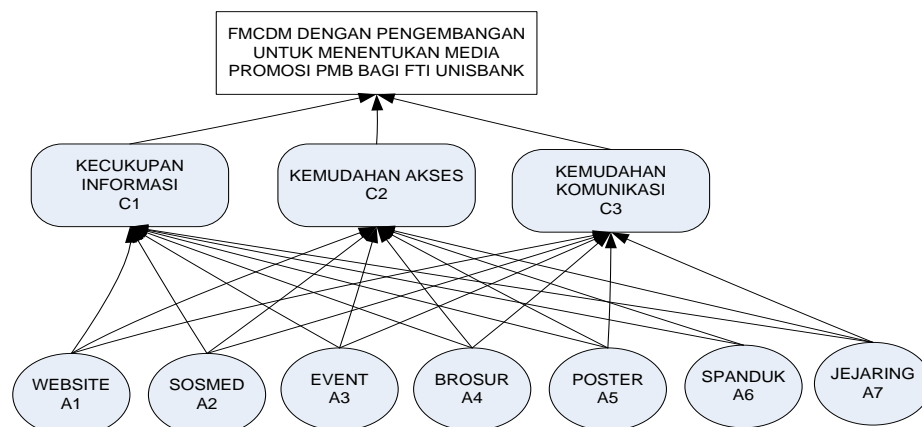 FMCDM DENGAN PENGEMBANGAN
UNTUK MENENTUKAN MEDIA
PROMOSI PMB BAGI FTI UNISBANK
KECUKUPAN
INFORMASI
C1
KEMUDAHAN AKSES
C2
KEMUDAHAN
KOMUNIKASI
C3
WEBSITE
A1
SOSMED
A2
EVENT
A3
BROSUR
A4
POSTER
A5
SPANDUK
A6
JEJARING
A7